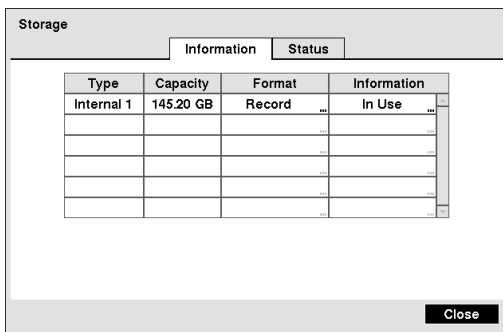 Storage
Information Status
Type Capacity Format Information
Internal 1 145.20 GB Record ... In Use ...
... ...
... ...
... ...
... ...
... ...
Close